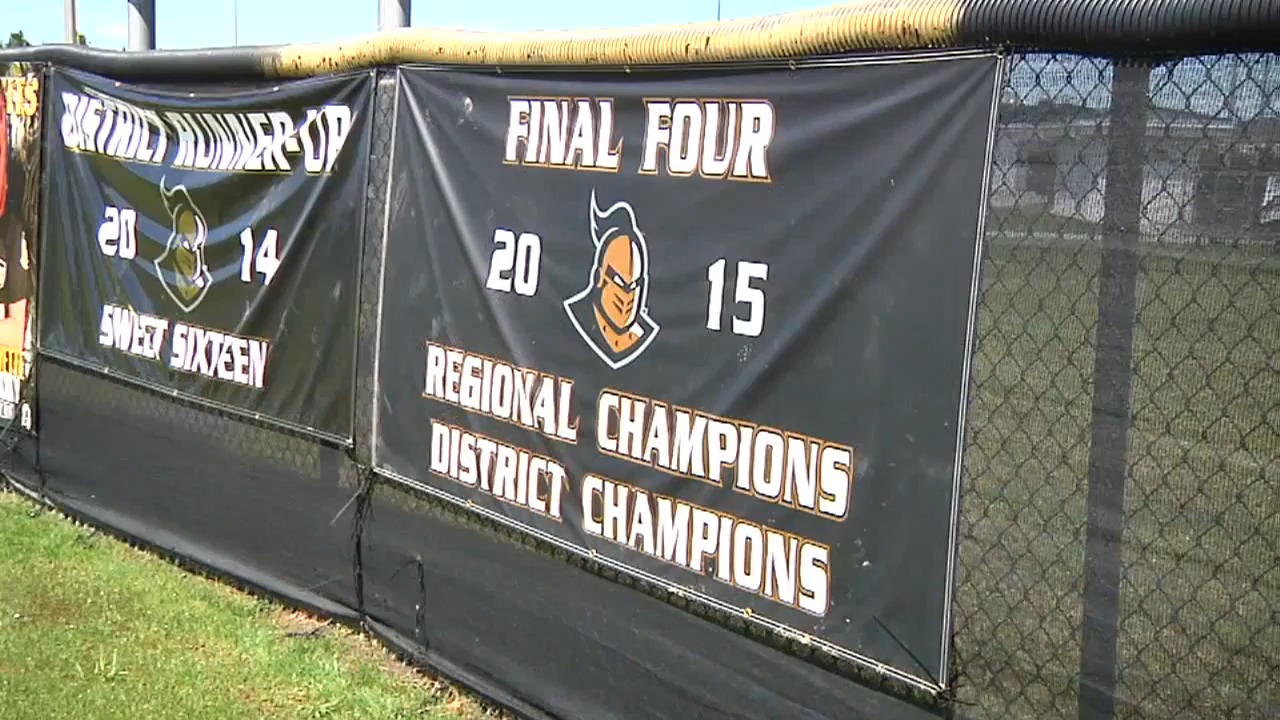 DISTRICT RUNNER-UP
20 14
SWEET SIXTEEN
FINAL FOUR
20 15
REGIONAL CHAMPIONS
DISTRICT CHAMPIONS